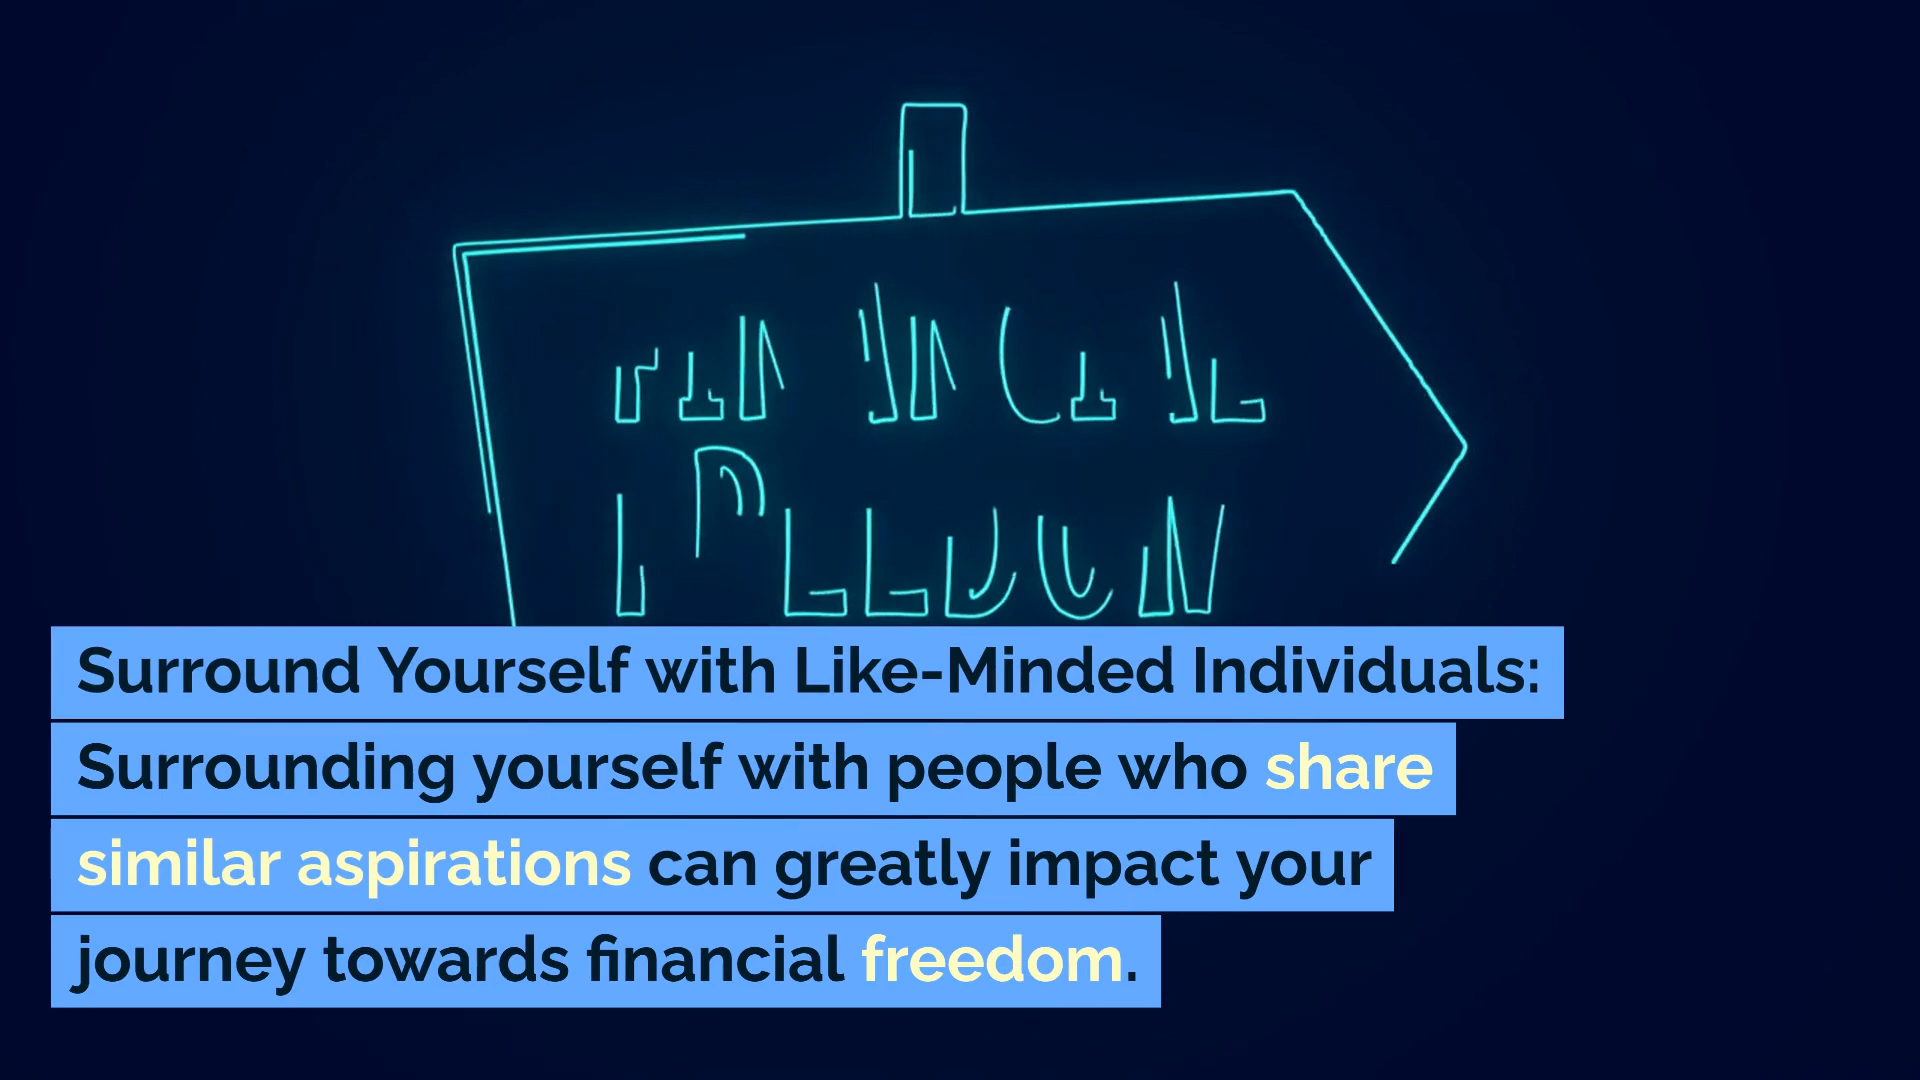 Surround Yourself with Like-Minded Individuals:
Surrounding yourself with people who share
similar aspirations can greatly impact your
journey towards financial freedom.